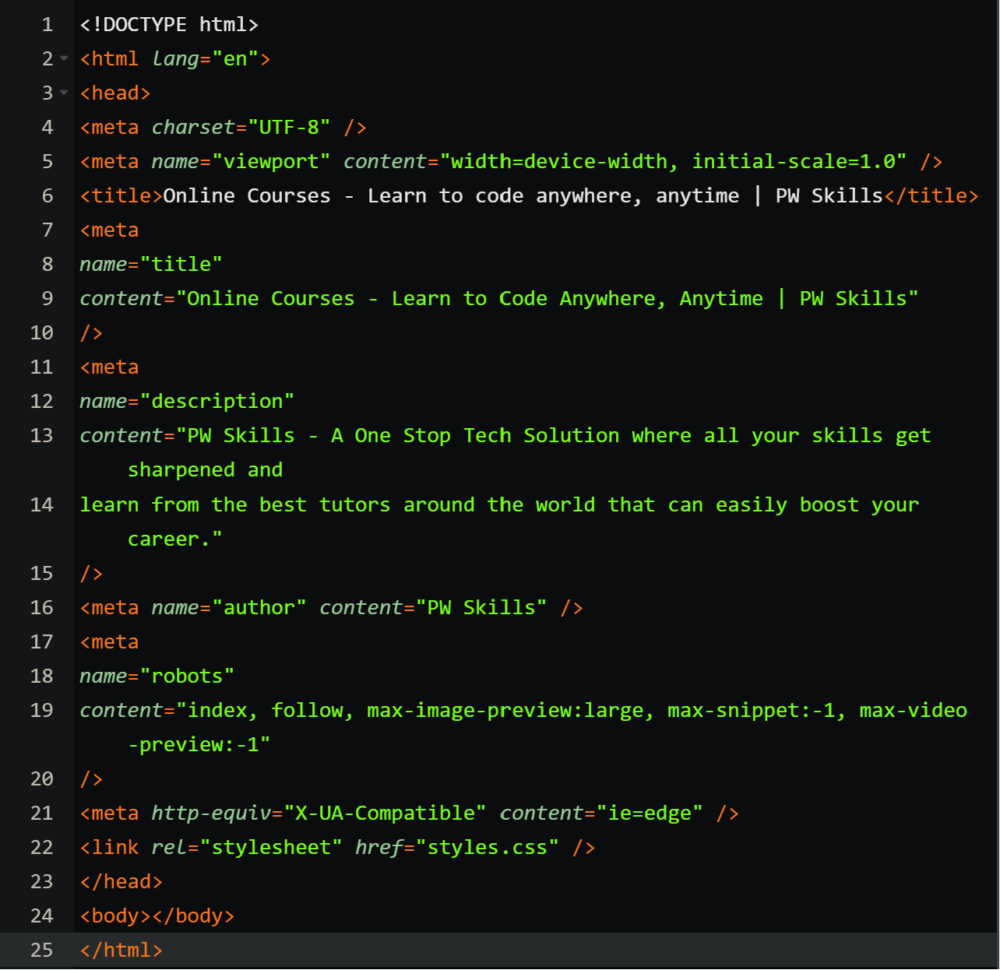 1 <!DOCTYPE html>
2 <html lang="en">
3 <head>
4 <meta charset="UTF-8" />
5 <meta name="viewport" content="width=device-width, initial-scale=1.0" />
6 <title>Online Courses - Learn to code anywhere, anytime | PW Skills</title>
7 <meta
8 name="title"
9 content="Online Courses - Learn to Code Anywhere, Anytime | PW Skills"
10 />
11 <meta
12 name="description"
13 content="PW Skills - A One Stop Tech Solution where all your skills get
sharpened and
14 learn from the best tutors around the world that can easily boost your
career."
15 />
16 <meta name="author" content="PW Skills" />
17 <meta
18 name="robots"
19 content="index, follow, max-image-preview:large, max-snippet:-1, max-video
-preview:-1"
20 />
21 <meta http-equiv="X-UA-Compatible" content="ie=edge" />
22 <link rel="stylesheet" href="styles.css" />
23 </head>
24 <body></body>
25 </html>